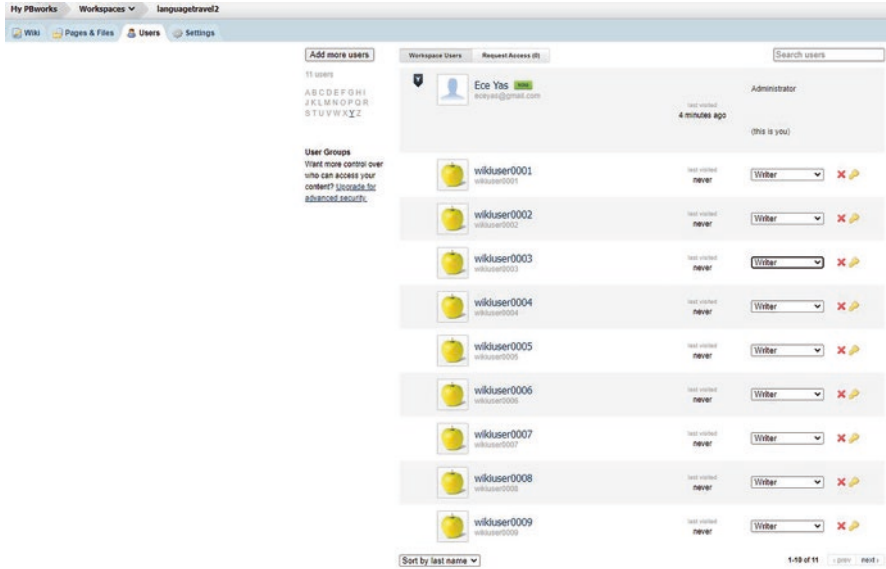 My PBworks Workspaces languagetravel2
Wiki Pages & Files Users Settings
Add more users
11 users
A B C D E F G H I
J K L M N O P Q R
S T U V W X Y Z
User Groups
Want more control over
who can access your
content? Upgrade for
advanced security.
Workspace Users Request Access (0)
Search users
Ece Yas
eceyas@gmail.com
last visited
4 minutes ago
Administrator
(this is you)
wikiuser0001
wikiuser0001
last visited
never
Writer
wikiuser0002
wikiuser0002
last visited
never
Writer
wikiuser0003
wikiuser0003
last visited
never
Writer
wikiuser0004
wikiuser0004
last visited
never
Writer
wikiuser0005
wikiuser0005
last visited
never
Writer
wikiuser0006
wikiuser0006
last visited
never
Writer
wikiuser0007
wikiuser0007
last visited
never
Writer
wikiuser0008
wikiuser0008
last visited
never
Writer
wikiuser0009
wikiuser0009
last visited
never
Writer
Sort by last name
1-10 of 11 ‹ prev next ›